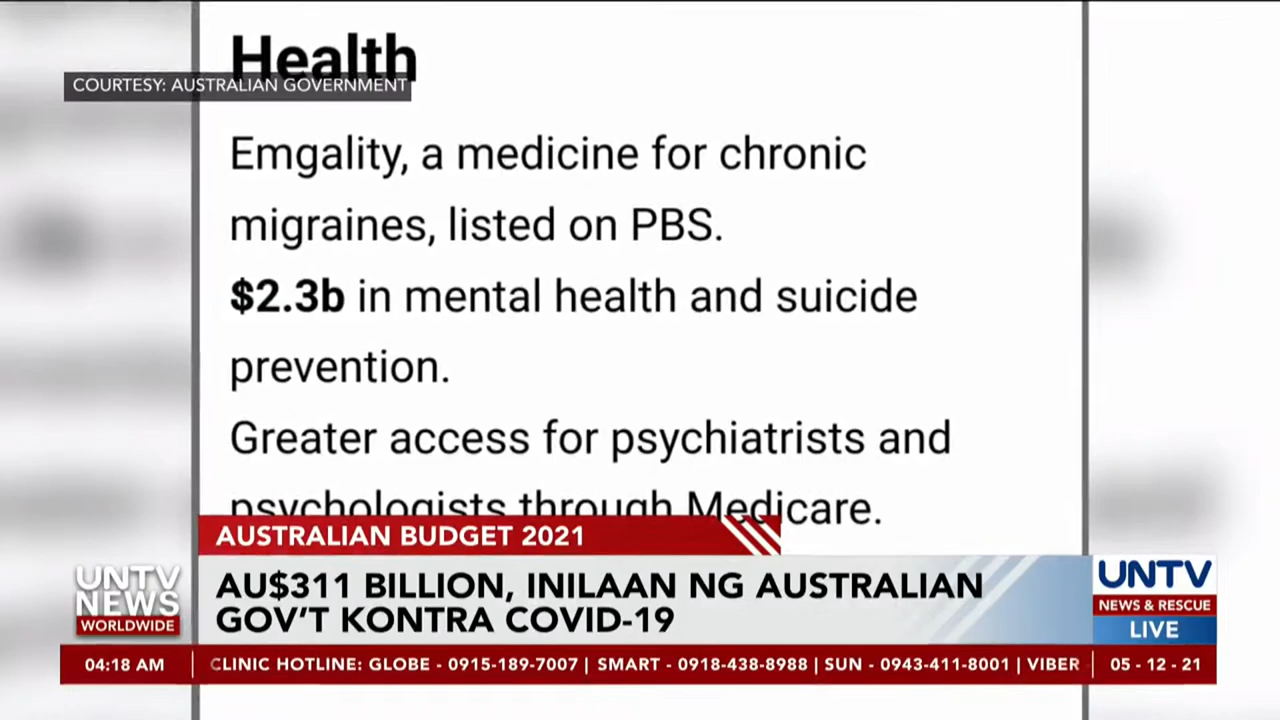 Health
COURTESY: AUSTRALIAN GOVERNMENT
Emgality, a medicine for chronic
migraines, listed on PBS.
$2.3b in mental health and suicide
prevention.
Greater access for psychiatrists and
psychologists through Medicare.
AUSTRALIAN BUDGET 2021
AU$311 BILLION, INILAAN NG AUSTRALIAN
GOV'T KONTRA COVID-19
UNTV
NEWS
WORLDWIDE
UNTV
NEWS & RESCUE
LIVE
04:18 AM
CLINIC HOTLINE: GLOBE - 0915-189-7007 | SMART - 0918-438-8988 | SUN - 0943-411-8001 | VIBER
05 - 12 - 21